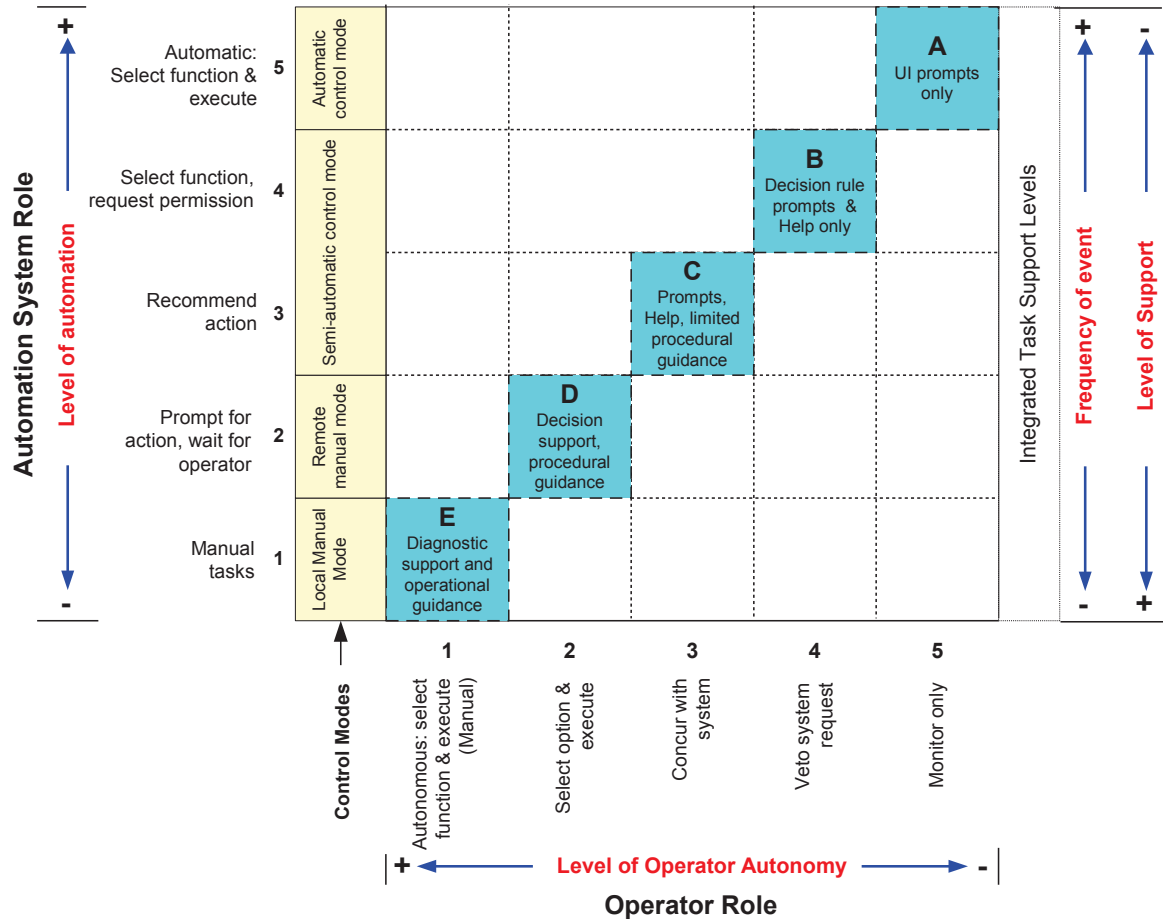 +
Automatic:
Select function &
execute
5
Select function,
request permission
4
Recommend
action
3
Prompt for
action, wait for
operator
2
Manual
tasks
1
-
Automation System Role
Level of automation
Automatic
control mode
Semi-automatic control mode
Remote
manual mode
Local Manual
Mode
A
UI prompts
only
B
Decision rule
prompts & 
Help only
C
Prompts,
Help, limited
procedural
guidance
D
Decision
support,
procedural
guidance
E
Diagnostic
support and
operational
guidance
Integrated Task Support Levels
+
Frequency of event
-
-
Level of Support
+
Control Modes
1
Autonomous: select
function & execute
(Manual)
2
Select option &
execute
3
Concur with
system
4
Veto system
request
5
Monitor only
+
Level of Operator Autonomy
-
Operator Role